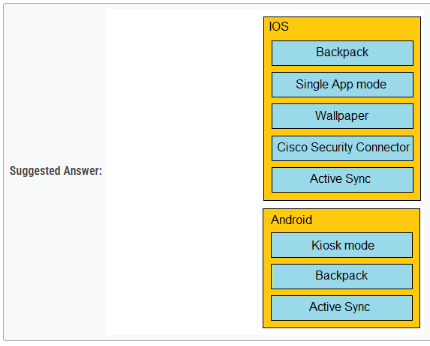 Suggested Answer:
IOS
Backpack
Single App mode
Wallpaper
Cisco Security Connector
Active Sync
Android
Kiosk mode
Backpack
Active Sync